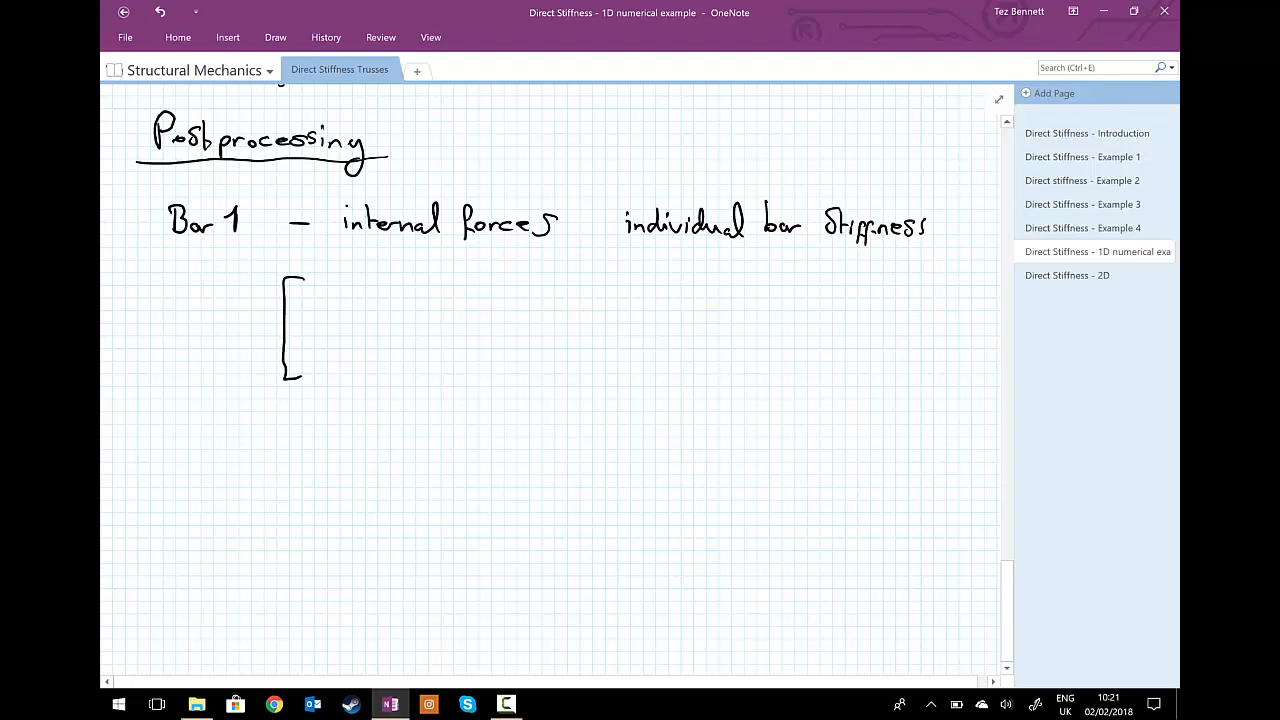 Direct Stiffness - 1D numerical example - OneNote
Tez Bennett
File Home Insert Draw History Review View
Structural Mechanics
Direct Stiffness Trusses
Search (Ctrl+E)
Add Page
Direct Stiffness - Introduction
Direct Stiffness - Example 1
Direct stiffness - Example 2
Direct Stiffness - Example 3
Direct Stiffness - Example 4
Direct Stiffness - 1D numerical exa
Direct Stiffness - 2D
Postprocessing
Bar 1 - internal forces individual bar stiffness
[
ENG
UK
10:21
02/02/2018